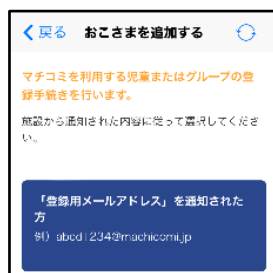 戻る おこさまを追加する
マチコミを利用する児童またはグループの登
録手続きを行います。
施設から通知された内容に従って選択してくださ
い。
「登録用メールアドレス」を通知された
方
例）abcd1234@machicomi.jp